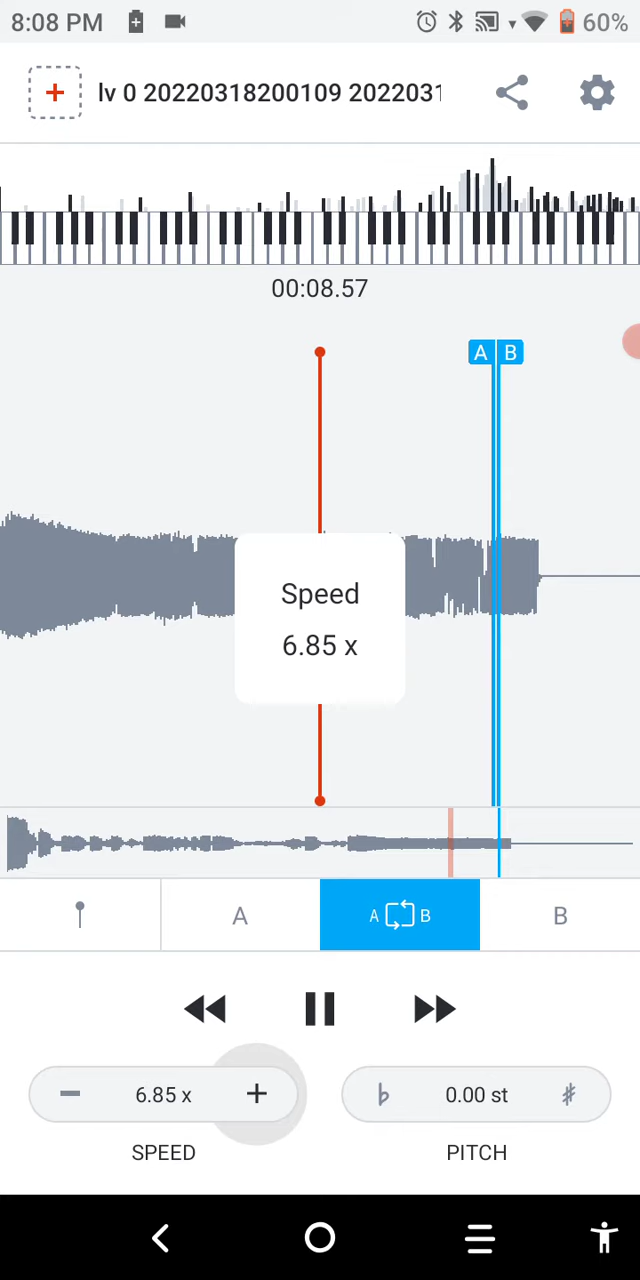 8:08 PM 60%
+ lv 0 20220318200109 2022031
00:08.57
A B
Speed
6.85 x
A A B B
− 6.85 x + ♭ 0.00 st ♯
SPEED PITCH